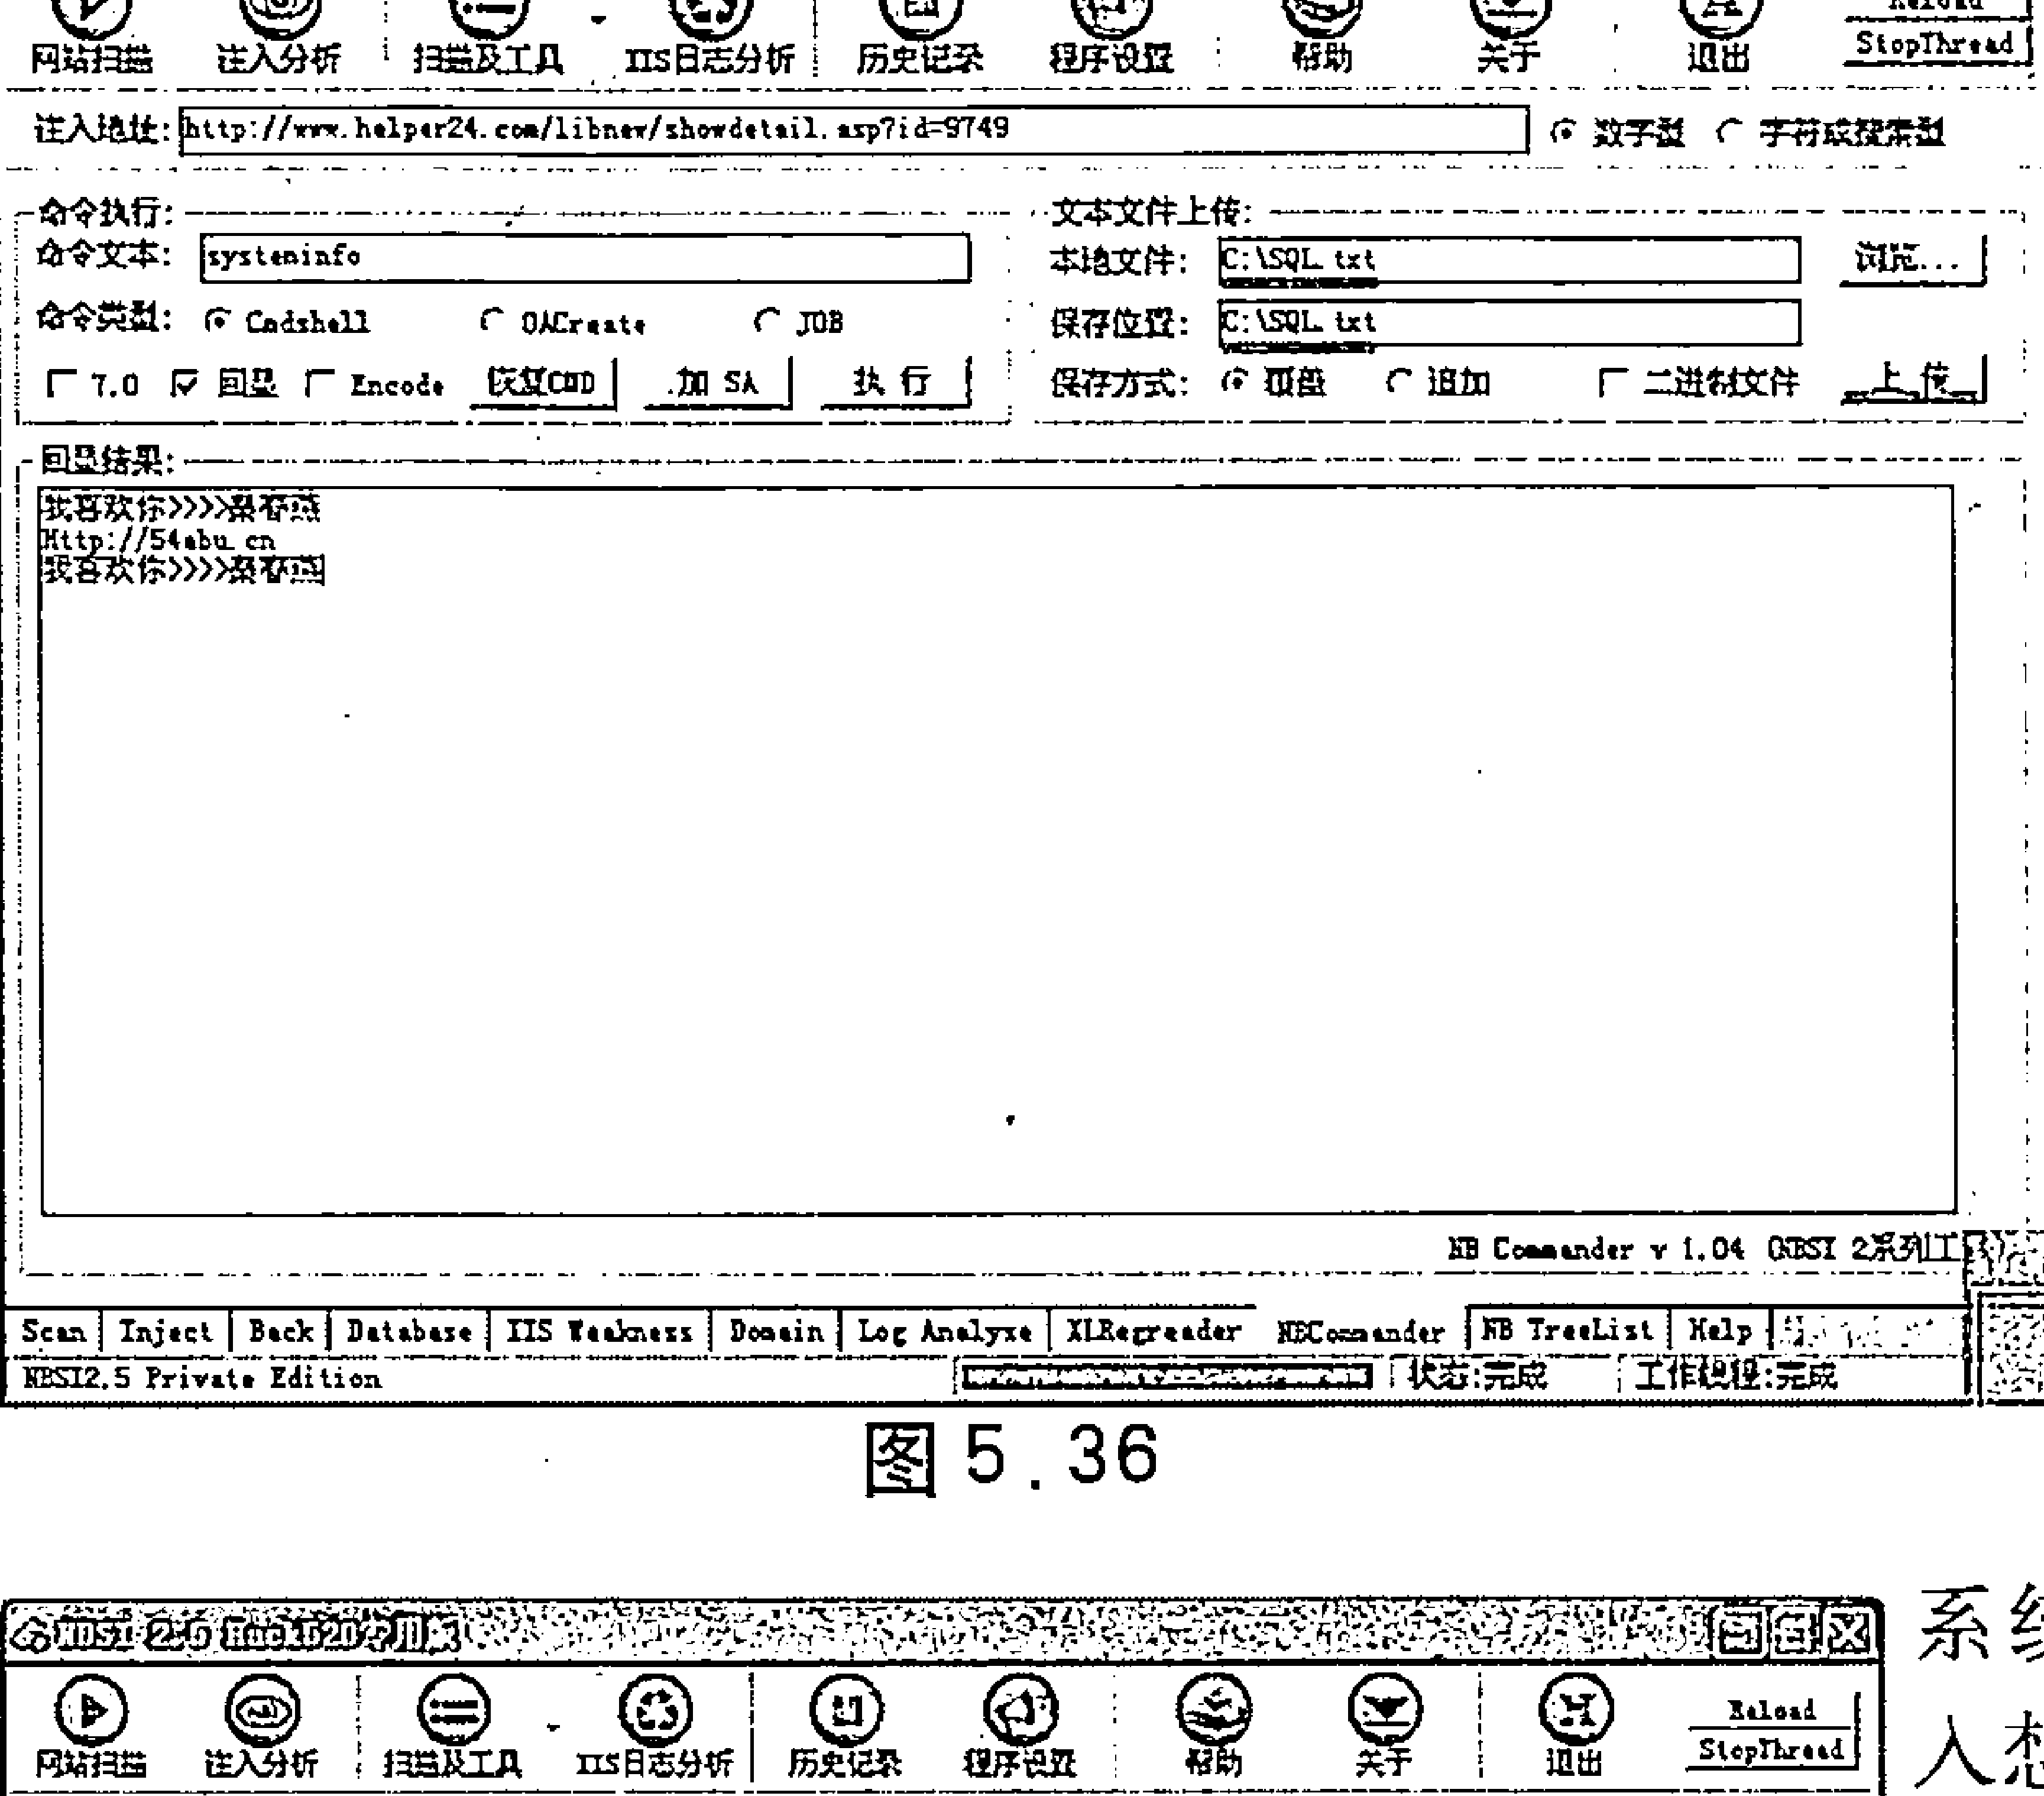 Reload
网站扫描 注入分析 扫描及工具 IIS日志分析 历史记录 程序设置 帮助 关于 退出 StopThread
注入地址: http://www.helper24.com/libnew/showdetail.asp?id=9749 数字型 字符或搜索型
命令执行: 文本文件上传:
命令文本: systeminfo 本地文件: C:\SQL.txt 浏览...
命令类型: Cmdshell OACreate JOB 保存位置: C:\SQL.txt
7.0 回显 Encode 恢复CMD 加 SA 执 行 保存方式: 覆盖 追加 二进制文件 上 传
回显结果:
我喜欢你>>>>
Http://54abu.cn
我喜欢你>>>>
NB Commander v 1.04 (NBSI 2系列工
Scan Inject Back Database IIS Weakness Domain Log Analyse XLRegreader NBCommander NB TreeList Help
NBSI2.5 Private Edition 状态:完成 工作线程:完成
图 5.36
系统
网站扫描 注入分析 扫描及工具 IIS日志分析 历史记录 程序设置 帮助 关于 退出 Reload
StopThread
入想